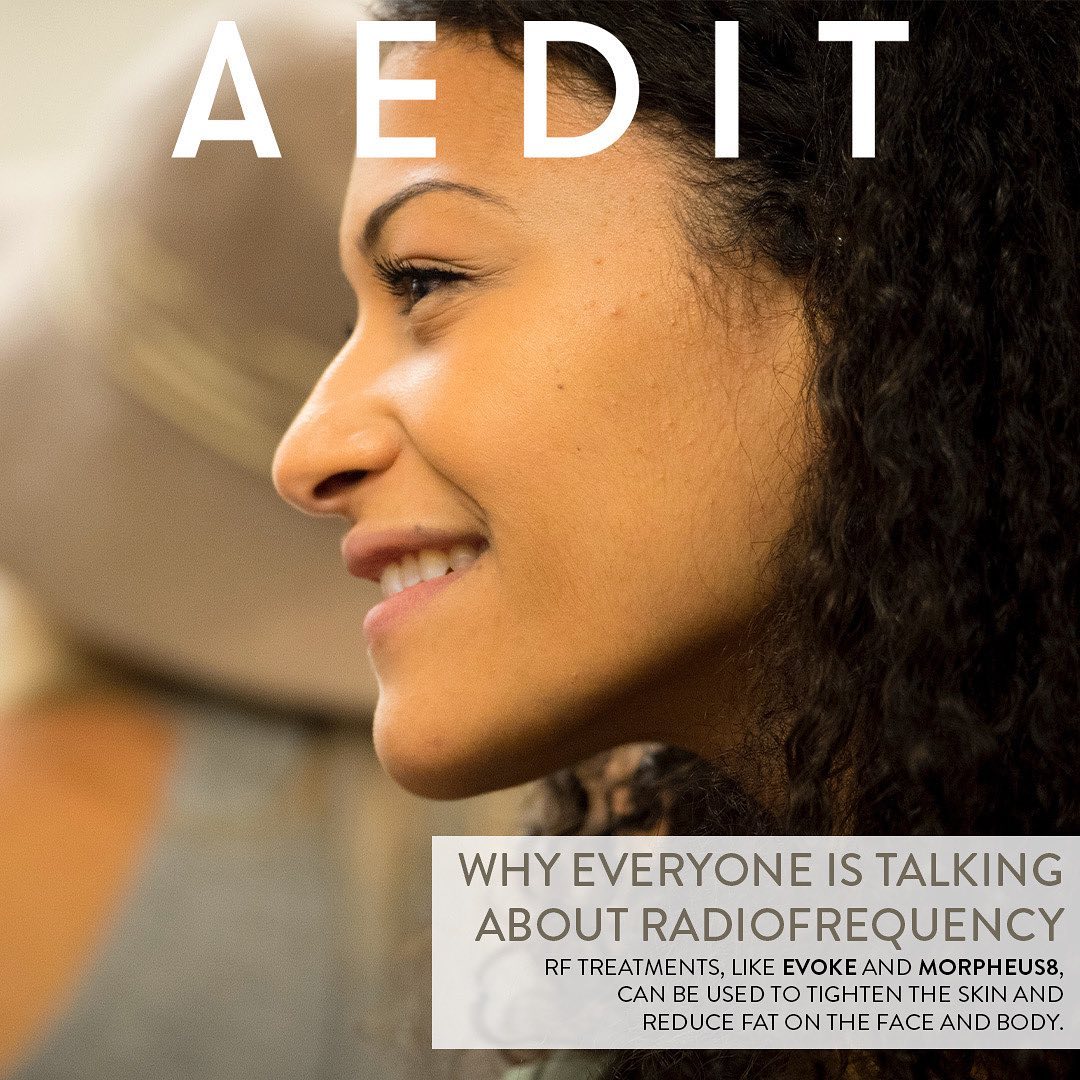 AEDIT
WHY EVERYONE IS TALKING
ABOUT RADIOFREQUENCY
RF TREATMENTS, LIKE EVOKE AND MORPHEUS8,
CAN BE USED TO TIGHTEN THE SKIN AND
REDUCE FAT ON THE FACE AND BODY.